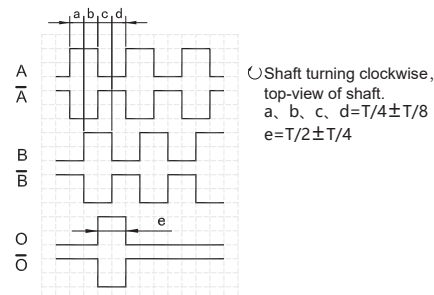 a b c d
A
A̅
B
B̅
e
O
O̅
Shaft turning clockwise,
top-view of shaft.
a、b、c、d=T/4±T/8
e=T/2±T/4